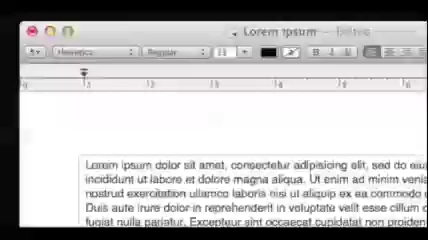 Lorem Ipsum — Edited
Helvetica Regular B I U
Lorem ipsum dolor sit amet, consectetur adipisicing elit, sed do
incididunt ut labore et dolore magna aliqua. Ut enim ad minim
nostrud exercitation ullamco laboris nisi ut aliquip ex ea commodo
Duis aute irure dolor in reprehenderit in voluptate velit esse cillum
fugiat nulla pariatur. Excepteur sint occaecat cupidatat non